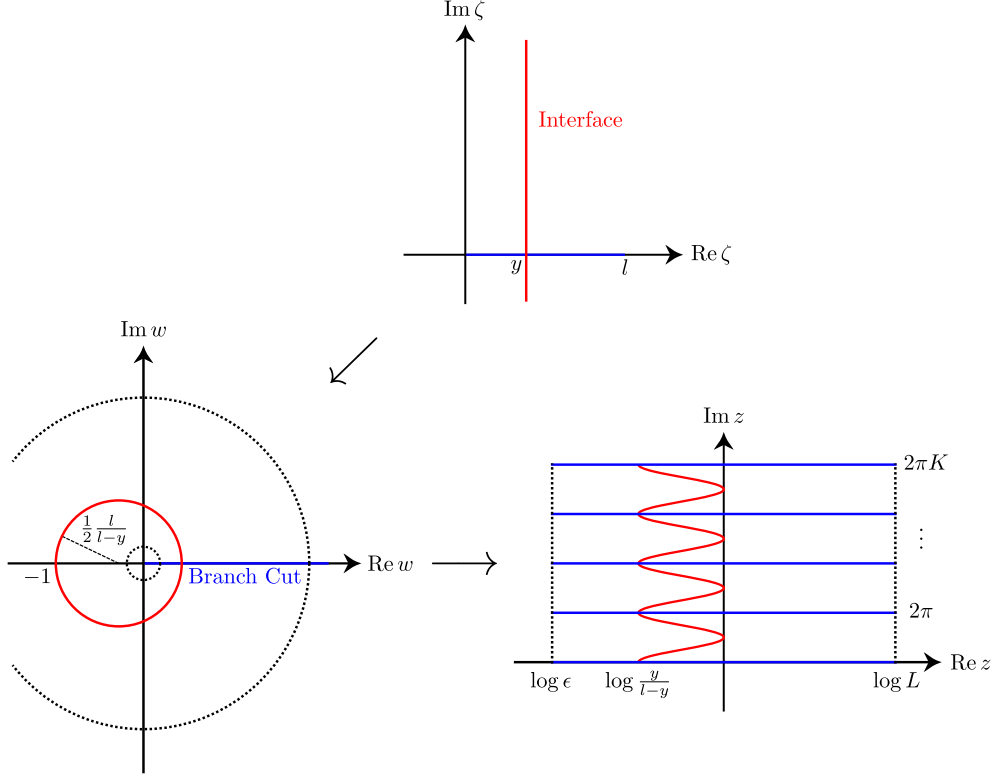 Im ζ
Interface
y
l
Re ζ
Im w
1/2 l/(l−y)
−1
Branch Cut
Re w
Im z
2πK
⋮
2π
log ϵ
log y/(l−y)
log L
Re z